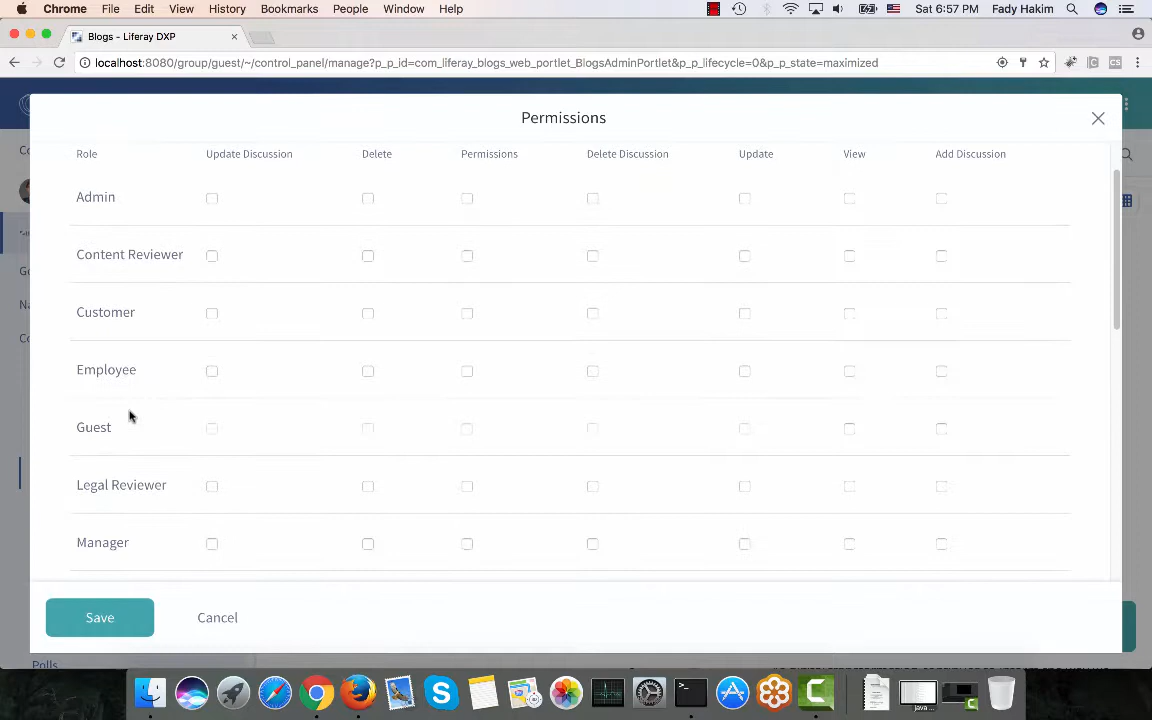 Chrome File Edit View History Bookmarks People Window Help Sat 6:57 PM Fady Hakim
Blogs - Liferay DXP
localhost:8080/group/guest/~/control_panel/manage?p_p_id=com_liferay_blogs_web_portlet_BlogsAdminPortlet&p_p_lifecycle=0&p_p_state=maximized
Permissions
Role Update Discussion Delete Permissions Delete Discussion Update View Add Discussion
Admin
Content Reviewer
Customer
Employee
Guest
Legal Reviewer
Manager
Save Cancel
Polls